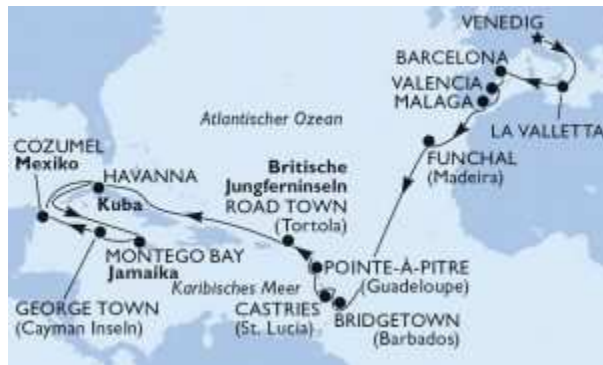 VENEDIG
BARCELONA
VALENCIA
MALAGA
LA VALLETTA
Atlantischer Ozean
FUNCHAL
(Madeira)
COZUMEL
Mexiko
HAVANNA
Kuba
Britische
Jungferninseln
ROAD TOWN
(Tortola)
MONTEGO BAY
Jamaika
Karibisches Meer
POINTE-À-PITRE
(Guadeloupe)
GEORGE TOWN
(Cayman Inseln)
CASTRIES
(St. Lucia)
BRIDGETOWN
(Barbados)